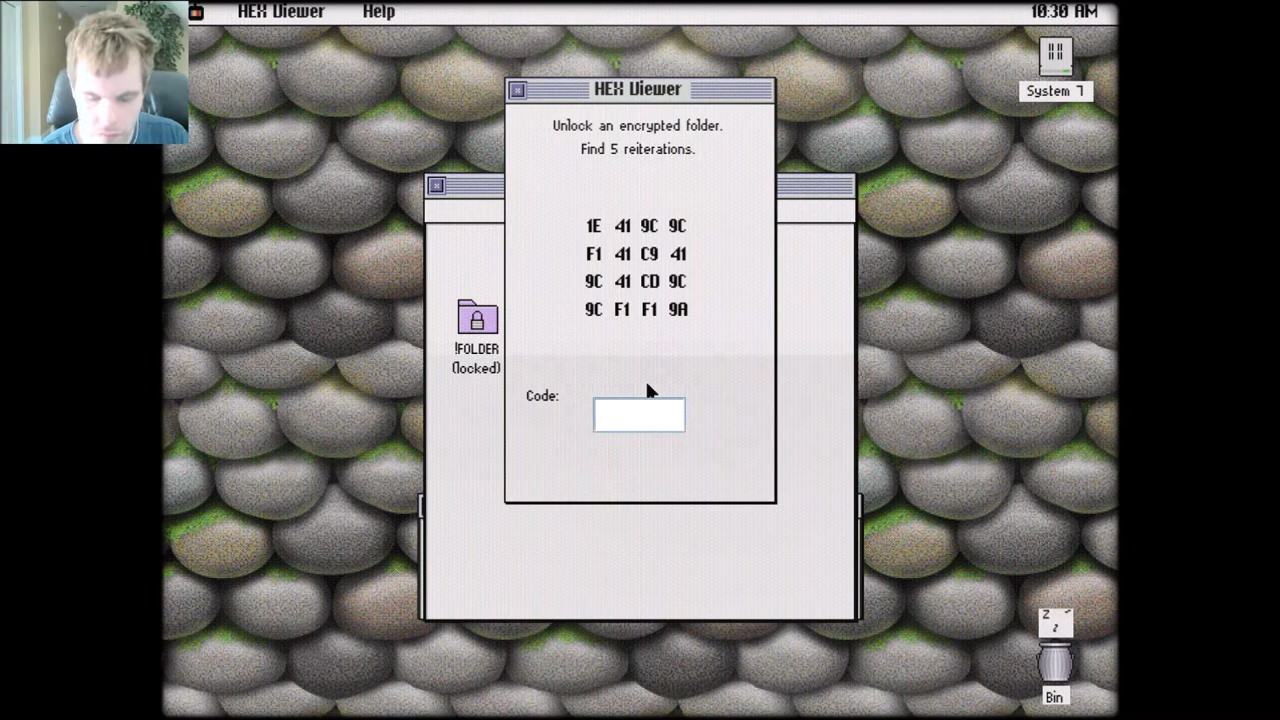 HEX Viewer Help 10:30 AM
System 7
HEX Viewer
Unlock an encrypted folder.
Find 5 reiterations.
1E 41 9C 9C
F1 41 C9 41
9C 41 CD 9C
9C F1 F1 9A
!FOLDER
(locked)
Code:
Bin